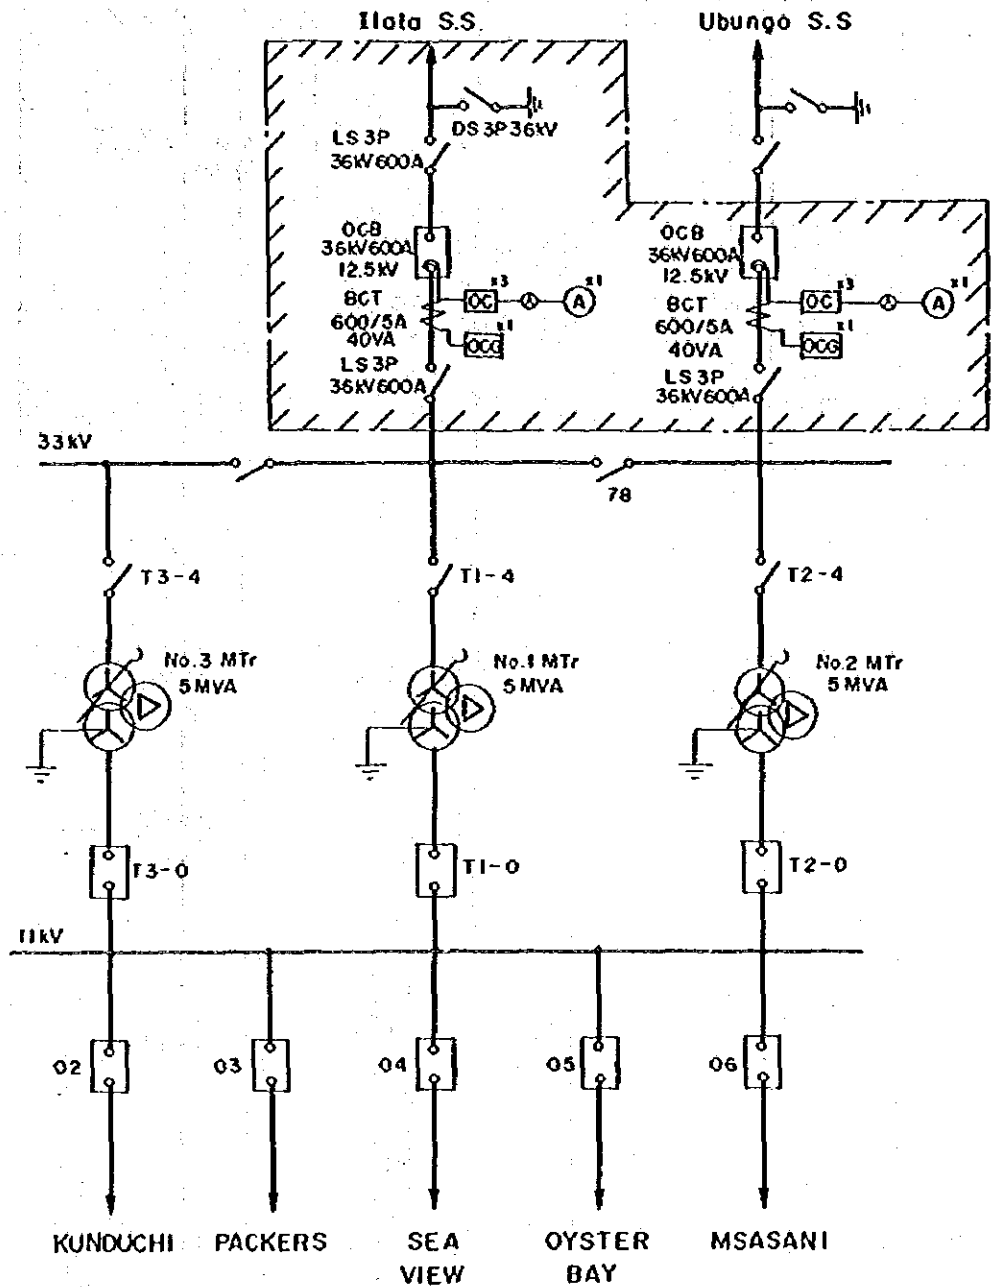 Ilala S.S.
Ubungo S.S
DS 3P 36kV
LS 3P
36kV 600A
OCB
36kV 600A
12.5kV
BCT
600/5A
40VA
LS 3P
36kV 600A
x3
OC
A
A
x1
x1
OCG
OCB
36kV 600A
12.5kV
BCT
600/5A
40VA
LS 3P
36kV 600A
x3
OC
A
A
x1
x1
OCG
33kV
78
T3-4
T1-4
T2-4
No.3 MTr
5MVA
No.1 MTr
5MVA
No.2 MTr
5MVA
T3-0
T1-0
T2-0
11kV
02
03
04
05
06
KUNDUCHI
PACKERS
SEA
VIEW
OYSTER
BAY
MSASANI